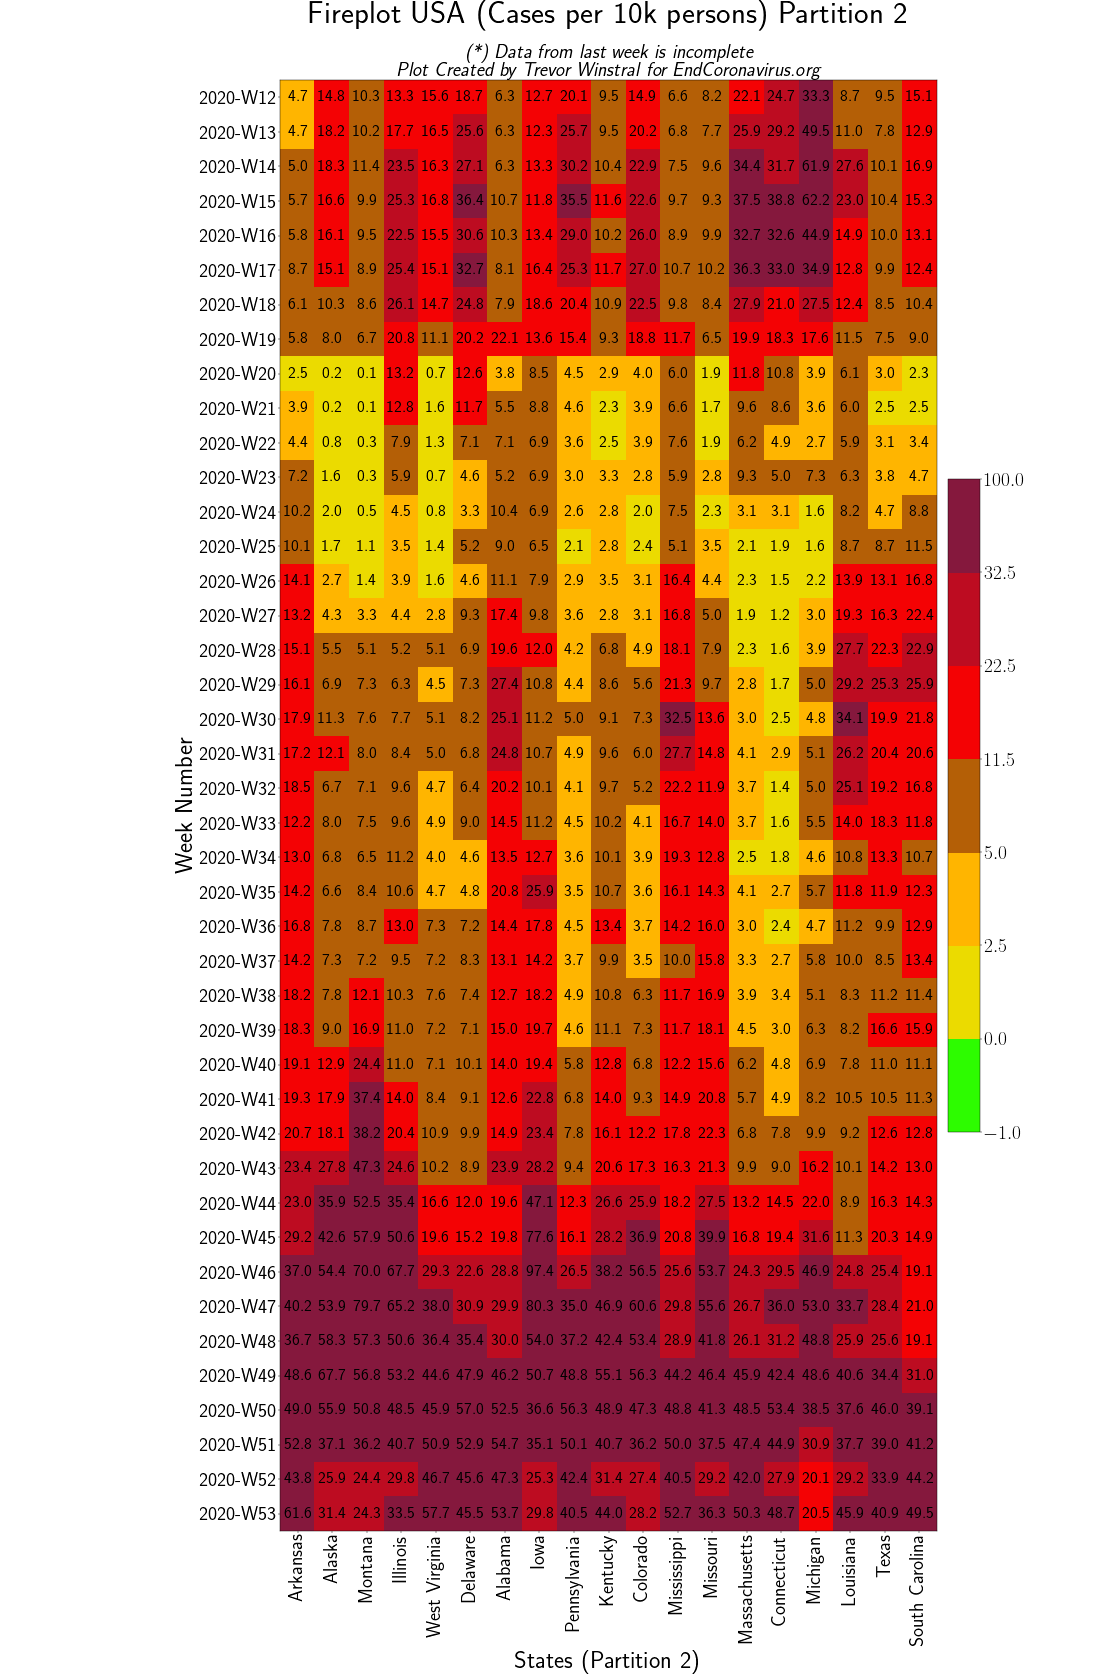 Fireplot USA (Cases per 10k persons) Partition 2
(*) Data from last week is incomplete
Plot Created by Trevor Winstral for EndCoronavirus.org
2020-W12 4.7 14.8 10.3 13.3 15.6 18.7 6.3 12.7 20.1 9.5 14.9 6.6 8.2 22.1 24.7 33.3 8.7 9.5 15.1
2020-W13 4.7 18.2 10.2 17.7 16.5 25.6 6.3 12.3 25.7 9.5 20.2 6.8 7.7 25.9 29.2 49.5 11.0 7.8 12.9
2020-W14 5.0 18.3 11.4 23.5 16.3 27.1 6.3 13.3 30.2 10.4 22.9 7.5 9.6 34.4 31.7 61.9 27.6 10.1 16.9
2020-W15 5.7 16.6 9.9 25.3 16.8 36.4 10.7 11.8 35.5 11.6 22.6 9.7 9.3 37.5 38.8 62.2 23.0 10.4 15.3
2020-W16 5.8 16.1 9.5 22.5 15.5 30.6 10.3 13.4 29.0 10.2 26.0 8.9 9.9 32.7 32.6 44.9 14.9 10.0 13.1
2020-W17 8.7 15.1 8.9 25.4 15.1 32.7 8.1 16.4 25.3 11.7 27.0 10.7 10.2 36.3 33.0 34.9 12.8 9.9 12.4
2020-W18 6.1 10.3 8.6 26.1 14.7 24.8 7.9 18.6 20.4 10.9 22.5 9.8 8.4 27.9 21.0 27.5 12.4 8.5 10.4
2020-W19 5.8 8.0 6.7 20.8 11.1 20.2 22.1 13.6 15.4 9.3 18.8 11.7 6.5 19.9 18.3 17.6 11.5 7.5 9.0
2020-W20 2.5 0.2 0.1 13.2 0.7 12.6 3.8 8.5 4.5 2.9 4.0 6.0 1.9 11.8 10.8 3.9 6.1 3.0 2.3
2020-W21 3.9 0.2 0.1 12.8 1.6 11.7 5.5 8.8 4.6 2.3 3.9 6.6 1.7 9.6 8.6 3.6 6.0 2.5 2.5
2020-W22 4.4 0.8 0.3 7.9 1.3 7.1 7.1 6.9 3.6 2.5 3.9 7.6 1.9 6.2 4.9 2.7 5.9 3.1 3.4
2020-W23 7.2 1.6 0.3 5.9 0.7 4.6 5.2 6.9 3.0 3.3 2.8 5.9 2.8 9.3 5.0 7.3 6.3 3.8 4.7
2020-W24 10.2 2.0 0.5 4.5 0.8 3.3 10.4 6.9 2.6 2.8 2.0 7.5 2.3 3.1 3.1 1.6 8.2 4.7 8.8
2020-W25 10.1 1.7 1.1 3.5 1.4 5.2 9.0 6.5 2.1 2.8 2.4 5.1 3.5 2.1 1.9 1.6 8.7 8.7 11.5
2020-W26 14.1 2.7 1.4 3.9 1.6 4.6 11.1 7.9 2.9 3.5 3.1 16.4 4.4 2.3 1.5 2.2 13.9 13.1 16.8
2020-W27 13.2 4.3 3.3 4.4 2.8 9.3 17.4 9.8 3.6 2.8 3.1 16.8 5.0 1.9 1.2 3.0 19.3 16.3 22.4
2020-W28 15.1 5.5 5.1 5.2 5.1 6.9 19.6 12.0 4.2 6.8 4.9 18.1 7.9 2.3 1.6 3.9 27.7 22.3 22.9
2020-W29 16.1 6.9 7.3 6.3 4.5 7.3 27.4 10.8 4.4 8.6 5.6 21.3 9.7 2.8 1.7 5.0 29.2 25.3 25.9
2020-W30 17.9 11.3 7.6 7.7 5.1 8.2 25.1 11.2 5.0 9.1 7.3 32.5 13.6 3.0 2.5 4.8 34.1 19.9 21.8
2020-W31 17.2 12.1 8.0 8.4 5.0 6.8 24.8 10.7 4.9 9.6 6.0 27.7 14.8 4.1 2.9 5.1 26.2 20.4 20.6
2020-W32 18.5 6.7 7.1 9.6 4.7 6.4 20.2 10.1 4.1 9.7 5.2 22.2 11.9 3.7 1.4 5.0 25.1 19.2 16.8
2020-W33 12.2 8.0 7.5 9.6 4.9 9.0 14.5 11.2 4.5 10.2 4.1 16.7 14.0 3.7 1.6 5.5 14.0 18.3 11.8
2020-W34 13.0 6.8 6.5 11.2 4.0 4.6 13.5 12.7 3.6 10.1 3.9 19.3 12.8 2.5 1.8 4.6 10.8 13.3 10.7
2020-W35 14.2 6.6 8.4 10.6 4.7 4.8 20.8 25.9 3.5 10.7 3.6 16.1 14.3 4.1 2.7 5.7 11.8 11.9 12.3
2020-W36 16.8 7.8 8.7 13.0 7.3 7.2 14.4 17.8 4.5 13.4 3.7 14.2 16.0 3.0 2.4 4.7 11.2 9.9 12.9
2020-W37 14.2 7.3 7.2 9.5 7.2 8.3 13.1 14.2 3.7 9.9 3.5 10.0 15.8 3.3 2.7 5.8 10.0 8.5 13.4
2020-W38 18.2 7.8 12.1 10.3 7.6 7.4 12.7 18.2 4.9 10.8 6.3 11.7 16.9 3.9 3.4 5.1 8.3 11.2 11.4
2020-W39 18.3 9.0 16.9 11.0 7.2 7.1 15.0 19.7 4.6 11.1 7.3 11.7 18.1 4.5 3.0 6.3 8.2 16.6 15.9
2020-W40 19.1 12.9 24.4 11.0 7.1 10.1 14.0 19.4 5.8 12.8 6.8 12.2 15.6 6.2 4.8 6.9 7.8 11.0 11.1
2020-W41 19.3 17.9 37.4 14.0 8.4 9.1 12.6 22.8 6.8 14.0 9.3 14.9 20.8 5.7 4.9 8.2 10.5 10.5 11.3
2020-W42 20.7 18.1 38.2 20.4 10.9 9.9 14.9 23.4 7.8 16.1 12.2 17.8 22.3 6.8 7.8 9.9 9.2 12.6 12.8
2020-W43 23.4 27.8 47.3 24.6 10.2 8.9 23.9 28.2 9.4 20.6 17.3 16.3 21.3 9.9 9.0 16.2 10.1 14.2 13.0
2020-W44 23.0 35.9 52.5 35.4 16.6 12.0 19.6 47.1 12.3 26.6 25.9 18.2 27.5 13.2 14.5 22.0 8.9 16.3 14.3
2020-W45 29.2 42.6 57.9 50.6 19.6 15.2 19.8 77.6 16.1 28.2 36.9 20.8 39.9 16.8 19.4 31.6 11.3 20.3 14.9
2020-W46 37.0 54.4 70.0 67.7 29.3 22.6 28.8 97.4 26.5 38.2 56.5 25.6 53.7 24.3 29.5 46.9 24.8 25.4 19.1
2020-W47 40.2 53.9 79.7 65.2 38.0 30.9 29.9 80.3 35.0 46.9 60.6 29.8 55.6 26.7 36.0 53.0 33.7 28.4 21.0
2020-W48 36.7 58.3 57.3 50.6 36.4 35.4 30.0 54.0 37.2 42.4 53.4 28.9 41.8 26.1 31.2 48.8 25.9 25.6 19.1
2020-W49 48.6 67.7 56.8 53.2 44.6 47.9 46.2 50.7 48.8 55.1 56.3 44.2 46.4 45.9 42.4 48.6 40.6 34.4 31.0
2020-W50 49.0 55.9 50.8 48.5 45.9 57.0 52.5 36.6 56.3 48.9 47.3 48.8 41.3 48.5 53.4 38.5 37.6 46.0 39.1
2020-W51 52.8 37.1 36.2 40.7 50.9 52.9 54.7 35.1 50.1 40.7 36.2 50.0 37.5 47.4 44.9 30.9 37.7 39.0 41.2
2020-W52 43.8 25.9 24.4 29.8 46.7 45.6 47.3 25.3 42.4 31.4 27.4 40.5 29.2 42.0 27.9 20.1 29.2 33.9 44.2
2020-W53 61.6 31.4 24.3 33.5 57.7 45.5 53.7 29.8 40.5 44.0 28.2 52.7 36.3 50.3 48.7 20.5 45.9 40.9 49.5
Week Number
Arkansas Alaska Montana Illinois West Virginia Delaware Alabama Iowa Pennsylvania Kentucky Colorado Mississippi Missouri Massachusetts Connecticut Michigan Louisiana Texas South Carolina
States (Partition 2)
100.0
32.5
22.5
11.5
5.0
2.5
0.0
−1.0